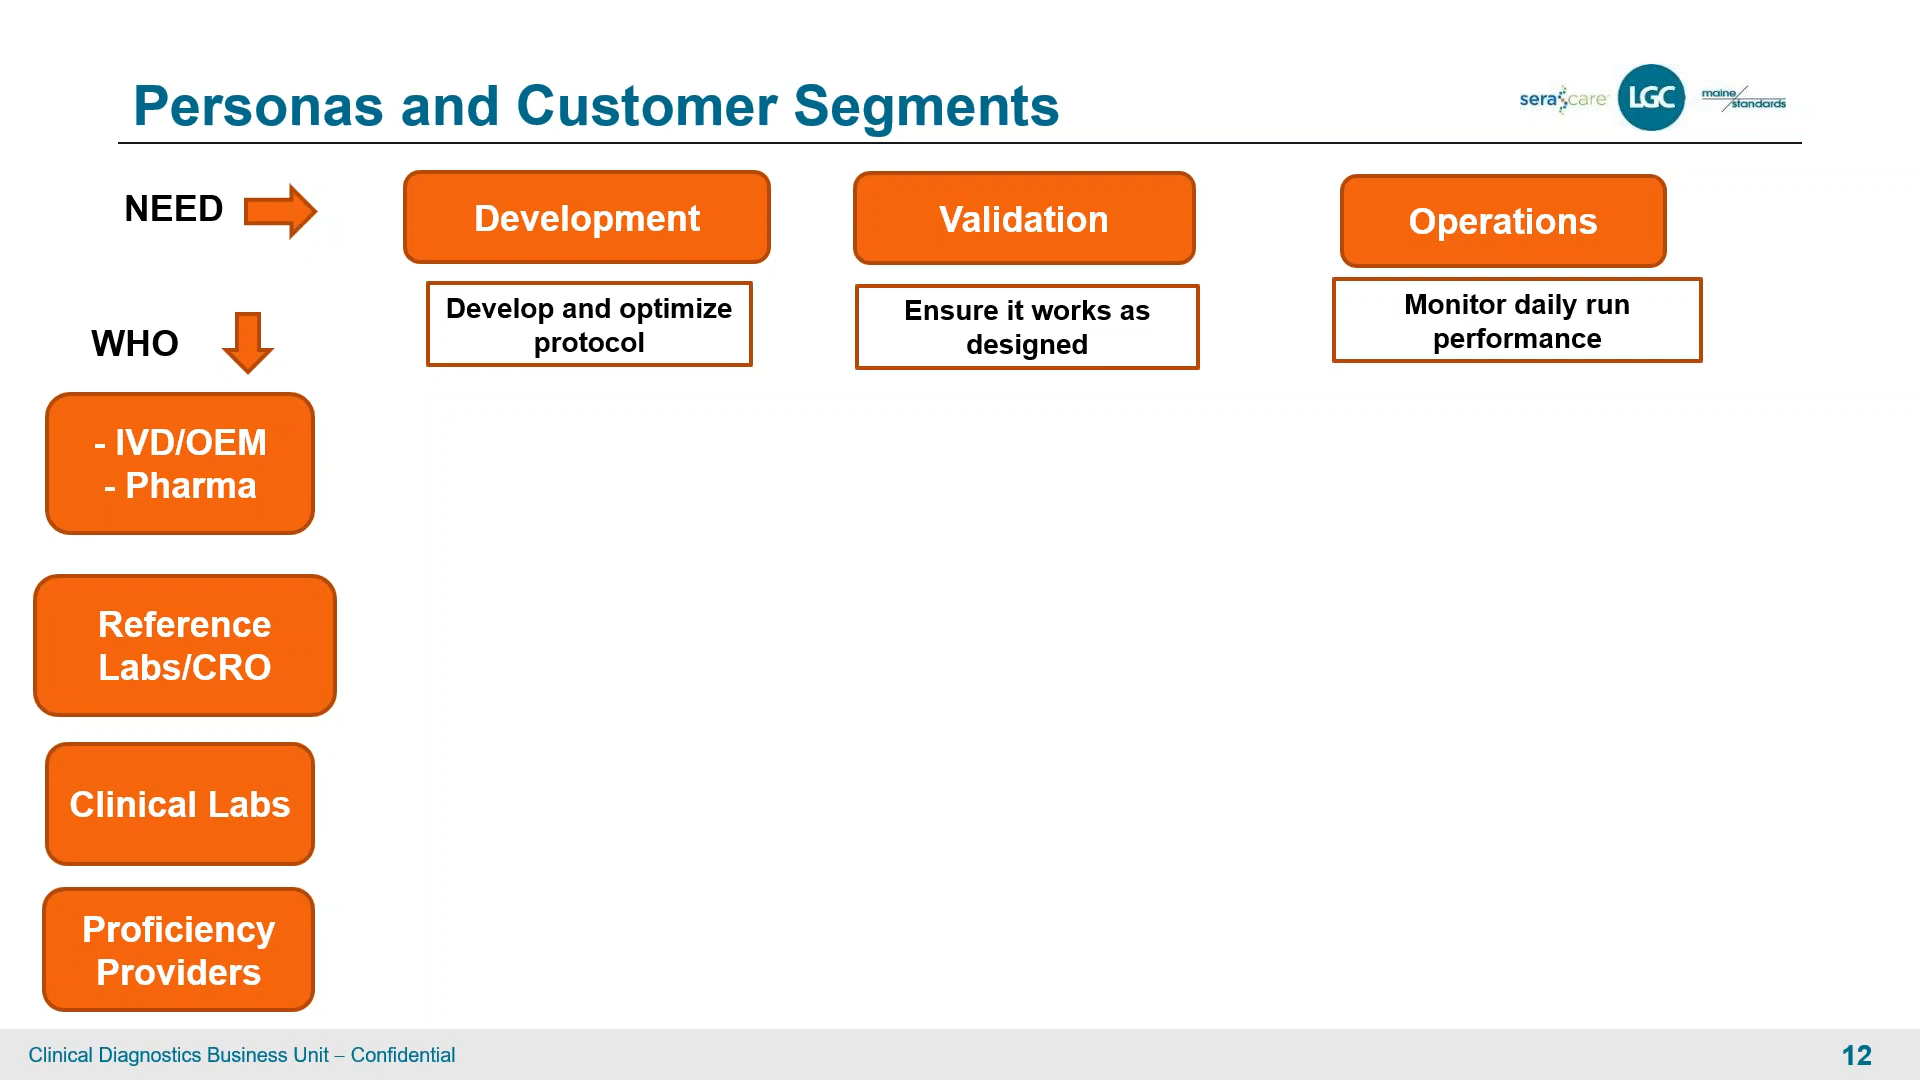 Personas and Customer Segments
seracare
LGC
maine
standards
NEED
Development
Validation
Operations
Develop and optimize
protocol
Ensure it works as
designed
Monitor daily run
performance
WHO
- IVD/OEM
- Pharma
Reference
Labs/CRO
Clinical Labs
Proficiency
Providers
Clinical Diagnostics Business Unit – Confidential
12